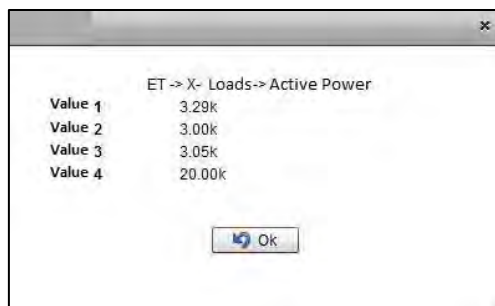 ×
ET -> X- Loads-> Active Power
Value 1 3.29k
Value 2 3.00k
Value 3 3.05k
Value 4 20.00k
Ok